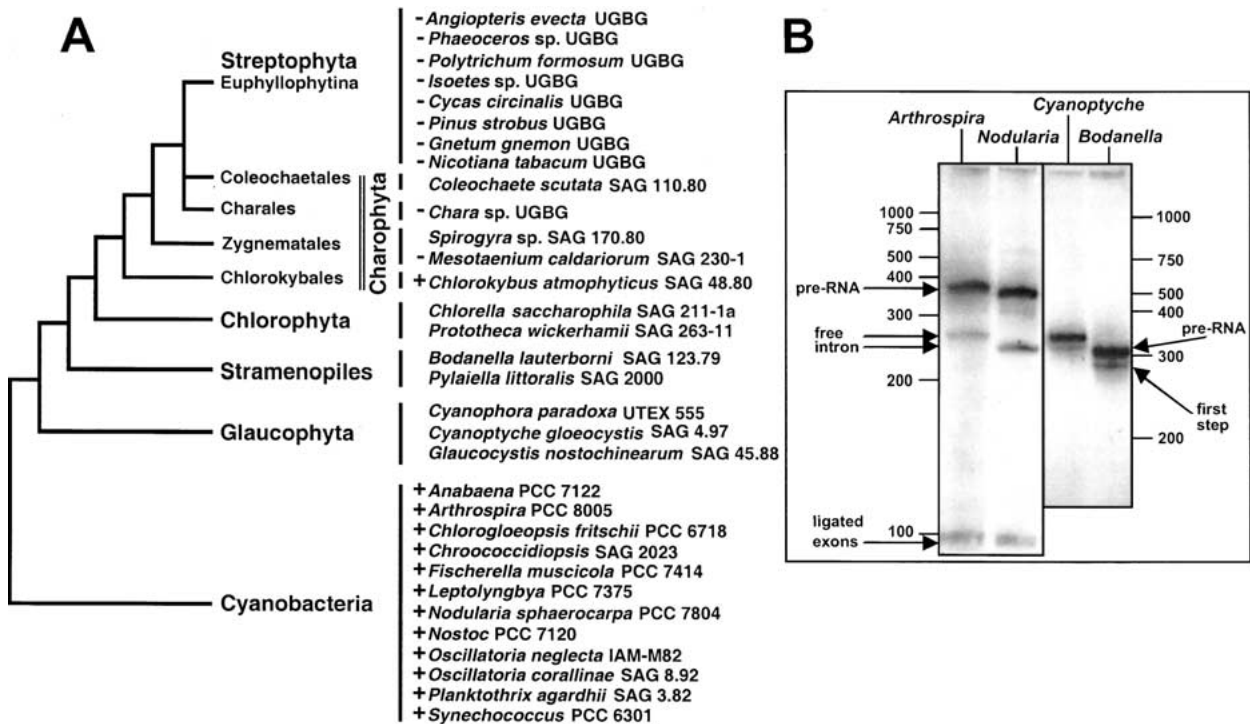 A
Streptophyta
Euphyllophytina
Coleochaetales
Charales
Zygnematales
Chlorokybales
Charophyta
Chlorophyta
Stramenopiles
Glaucophyta
Cyanobacteria
- Angiopteris evecta UGBG
- Phaeoceros sp. UGBG
- Polytrichum formosum UGBG
- Isoetes sp. UGBG
- Cycas circinalis UGBG
- Pinus strobus UGBG
- Gnetum gnemon UGBG
- Nicotiana tabacum UGBG
Coleochaete scutata SAG 110.80
- Chara sp. UGBG
Spirogyra sp. SAG 170.80
- Mesotaenium caldariorum SAG 230-1
+ Chlorokybus atmophyticus SAG 48.80
Chlorella saccharophila SAG 211-1a
Prototheca wickerhamii SAG 263-11
Bodanella lauterborni SAG 123.79
Pylaiella littoralis SAG 2000
Cyanophora paradoxa UTEX 555
Cyanoptyche gloeocystis SAG 4.97
Glaucocystis nostochinearum SAG 45.88
+ Anabaena PCC 7122
+ Arthrospira PCC 8005
+ Chlorogloeopsis fritschii PCC 6718
+ Chroococcidiopsis SAG 2023
+ Fischerella muscicola PCC 7414
+ Leptolyngbya PCC 7375
+ Nodularia sphaerocarpa PCC 7804
+ Nostoc PCC 7120
+ Oscillatoria neglecta IAM-M82
+ Oscillatoria corallinae SAG 8.92
+ Planktothrix agardhii SAG 3.82
+ Synechococcus PCC 6301
B
Arthrospira
Nodularia
Cyanoptyche
Bodanella
1000
750
500
400
300
200
100
pre-RNA
free
intron
ligated
exons
1000
750
500
400
300
200
pre-RNA
first
step